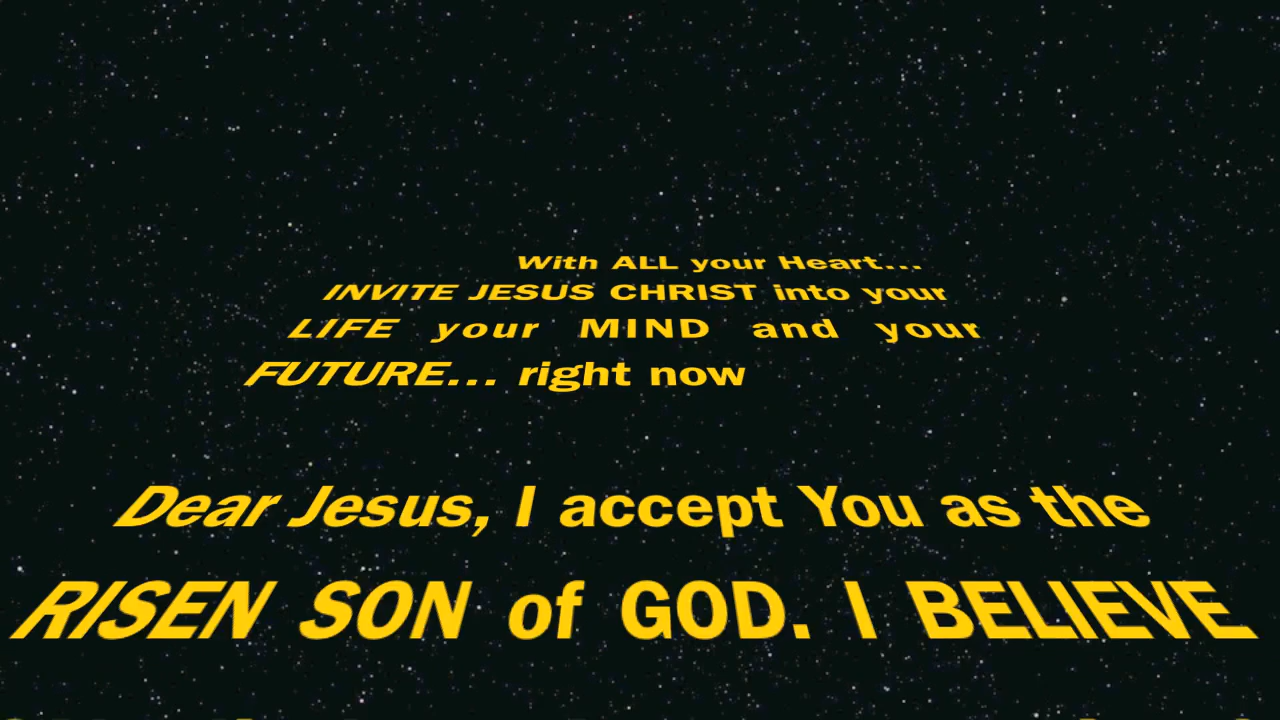 With ALL your Heart...
INVITE JESUS CHRIST into your
LIFE your MIND and your
FUTURE... right now
Dear Jesus, I accept You as the
RISEN SON of GOD. I BELIEVE